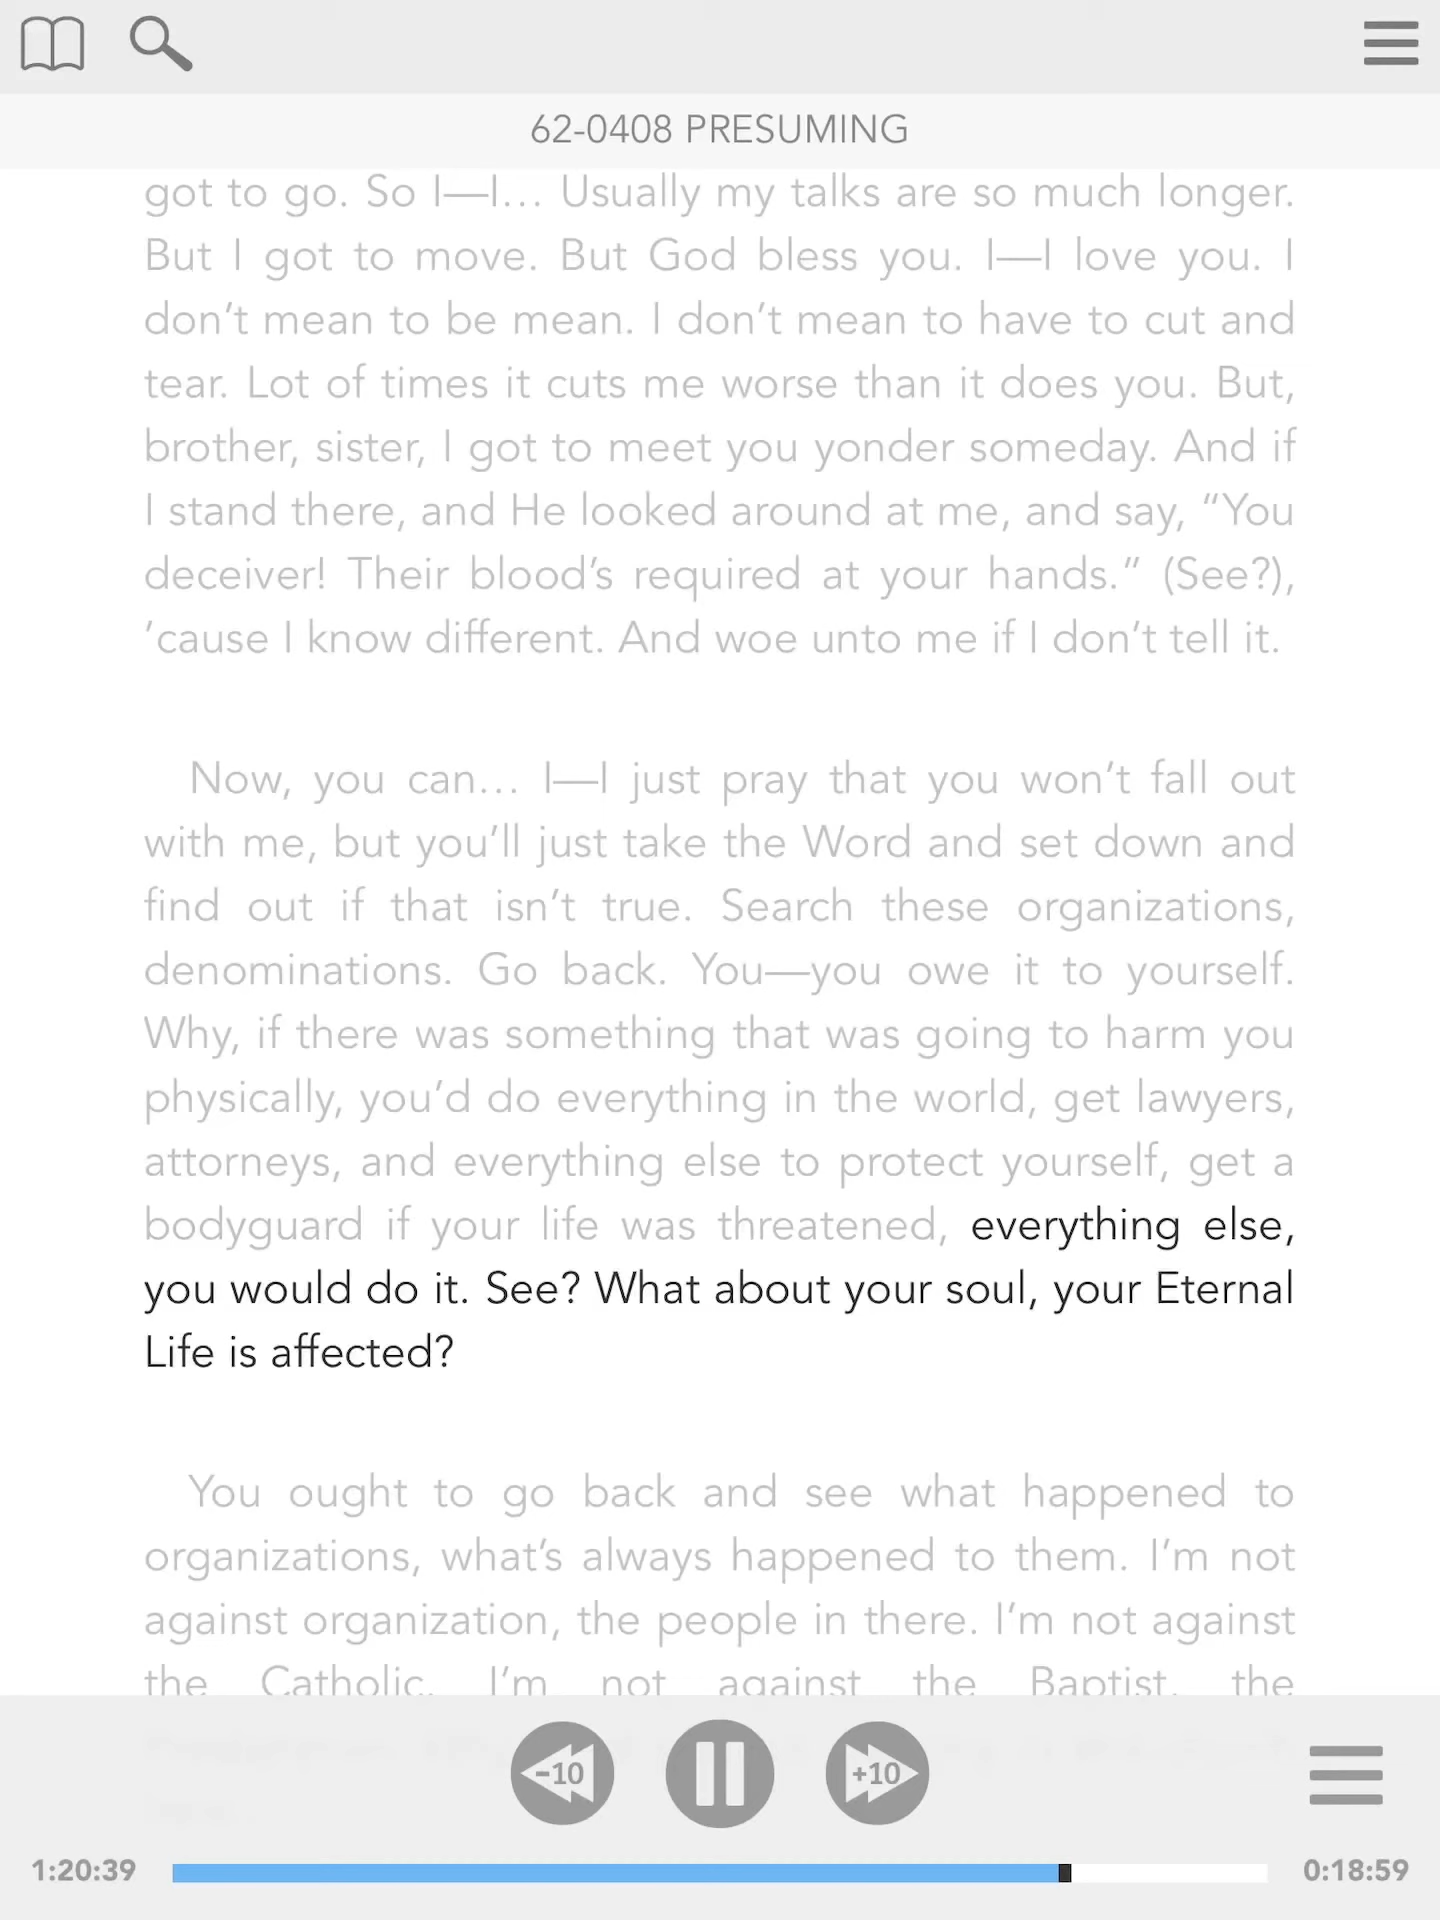 62-0408 PRESUMING
got to go. So I—I… Usually my talks are so much longer.
But I got to move. But God bless you. I—I love you. I
don’t mean to be mean. I don’t mean to have to cut and
tear. Lot of times it cuts me worse than it does you. But,
brother, sister, I got to meet you yonder someday. And if
I stand there, and He looked around at me, and say, “You
deceiver! Their blood’s required at your hands.” (See?),
’cause I know different. And woe unto me if I don’t tell it.
Now, you can… I—I just pray that you won’t fall out
with me, but you’ll just take the Word and set down and
find out if that isn’t true. Search these organizations,
denominations. Go back. You—you owe it to yourself.
Why, if there was something that was going to harm you
physically, you’d do everything in the world, get lawyers,
attorneys, and everything else to protect yourself, get a
bodyguard if your life was threatened, everything else,
you would do it. See? What about your soul, your Eternal
Life is affected?
You ought to go back and see what happened to
organizations, what’s always happened to them. I’m not
against organization, the people in there. I’m not against
the Catholic. I’m not against the Baptist, the
-10 +10
1:20:39 0:18:59